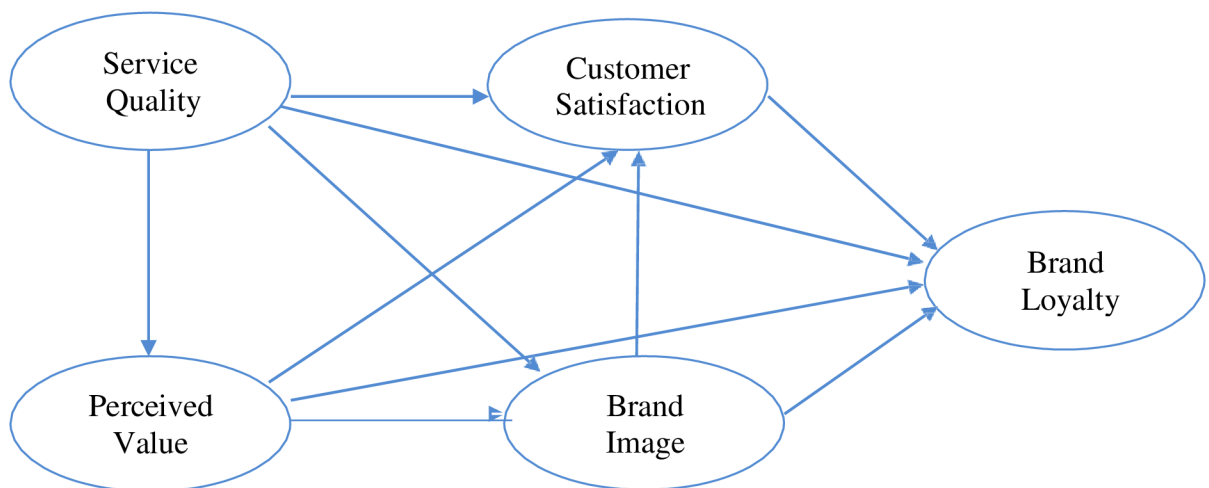 Service
Quality
Customer
Satisfaction
Brand
Loyalty
Perceived
Value
Brand
Image